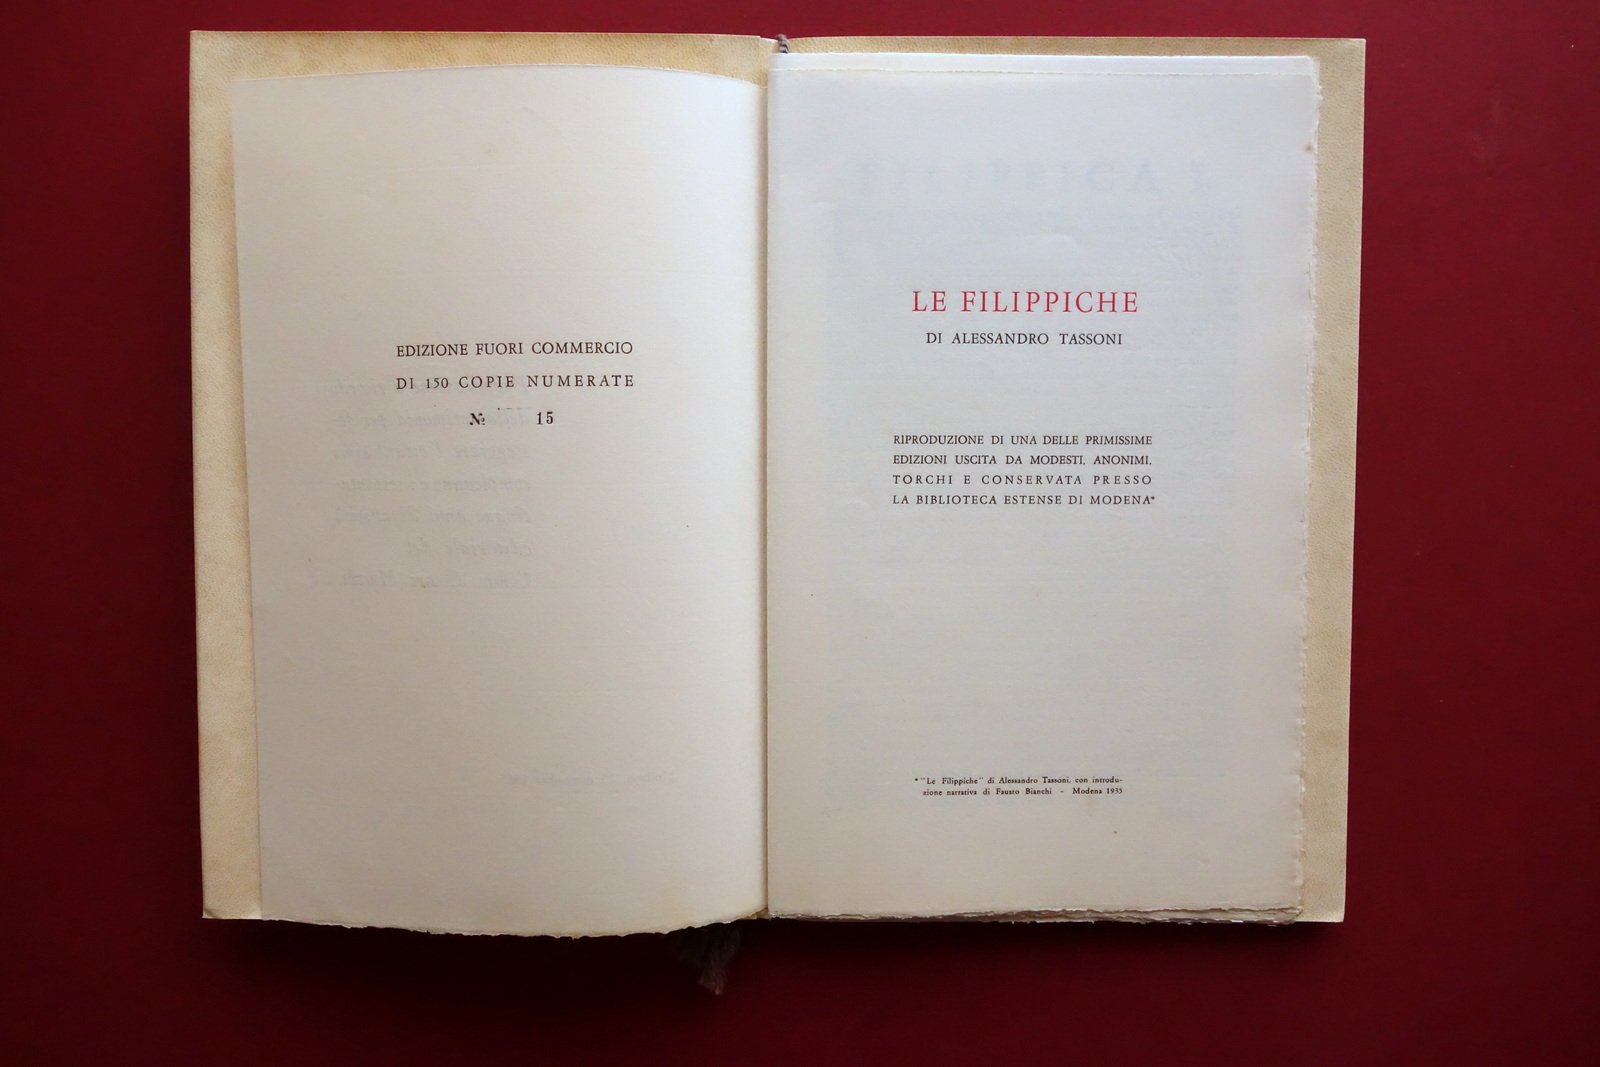 EDIZIONE FUORI COMMERCIO
DI 150 COPIE NUMERATE
№ 15
LE FILIPPICHE
DI ALESSANDRO TASSONI
RIPRODUZIONE DI UNA DELLE PRIMISSIME
EDIZIONI USCITA DA MODESTI, ANONIMI,
TORCHI E CONSERVATA PRESSO
LA BIBLIOTECA ESTENSE DI MODENA*
* "Le Filippiche" di Alessandro Tassoni, con introdu-
zione narrativa di Fausto Bianchi - Modena 1935